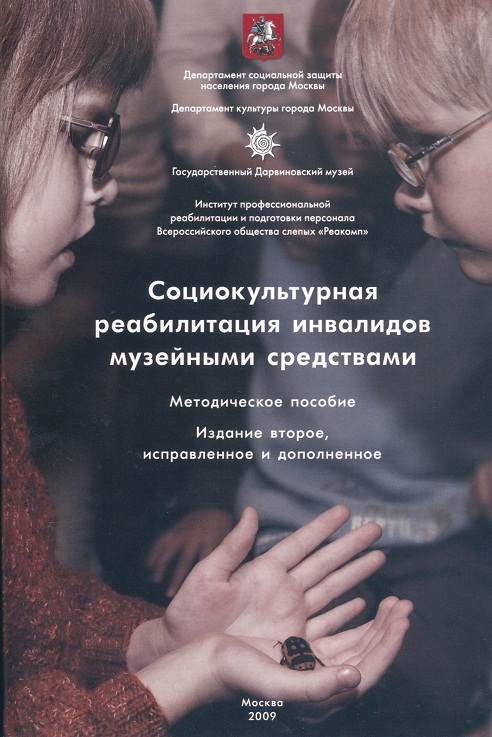 Департамент социальной защиты
населения города Москвы
Департамент культуры города Москвы
Государственный Дарвиновский музей
Институт профессиональной
реабилитации и подготовки персонала
Всероссийского общества слепых «Реакомп»
Социокультурная
реабилитация инвалидов
музейными средствами
Методическое пособие
Издание второе,
исправленное и дополненное
Москва
2009